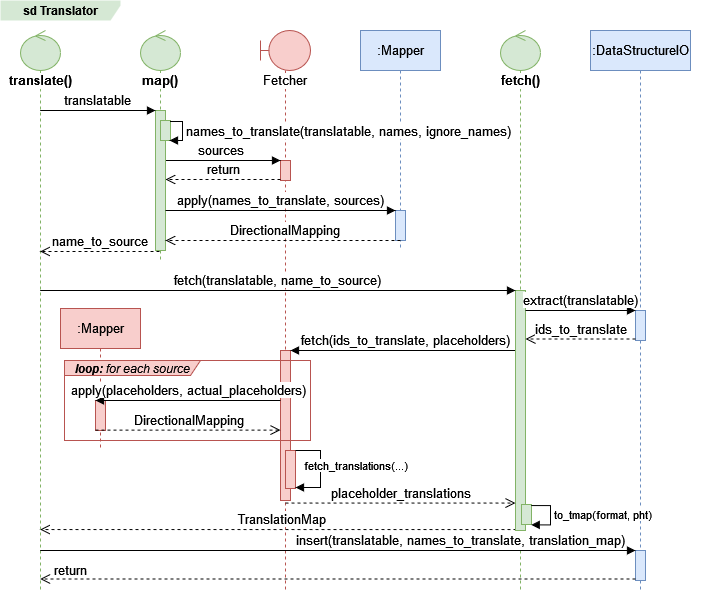 sd Translator
translate()
map()
Fetcher
:Mapper
fetch()
:DataStructureIO
translatable
names_to_translate(translatable, names, ignore_names)
sources
return
apply(names_to_translate, sources)
DirectionalMapping
name_to_source
fetch(translatable, name_to_source)
extract(translatable)
ids_to_translate
:Mapper
fetch(ids_to_translate, placeholders)
loop: for each source
apply(placeholders, actual_placeholders)
DirectionalMapping
fetch_translations(...)
placeholder_translations
to_tmap(format, pht)
TranslationMap
insert(translatable, names_to_translate, translation_map)
return